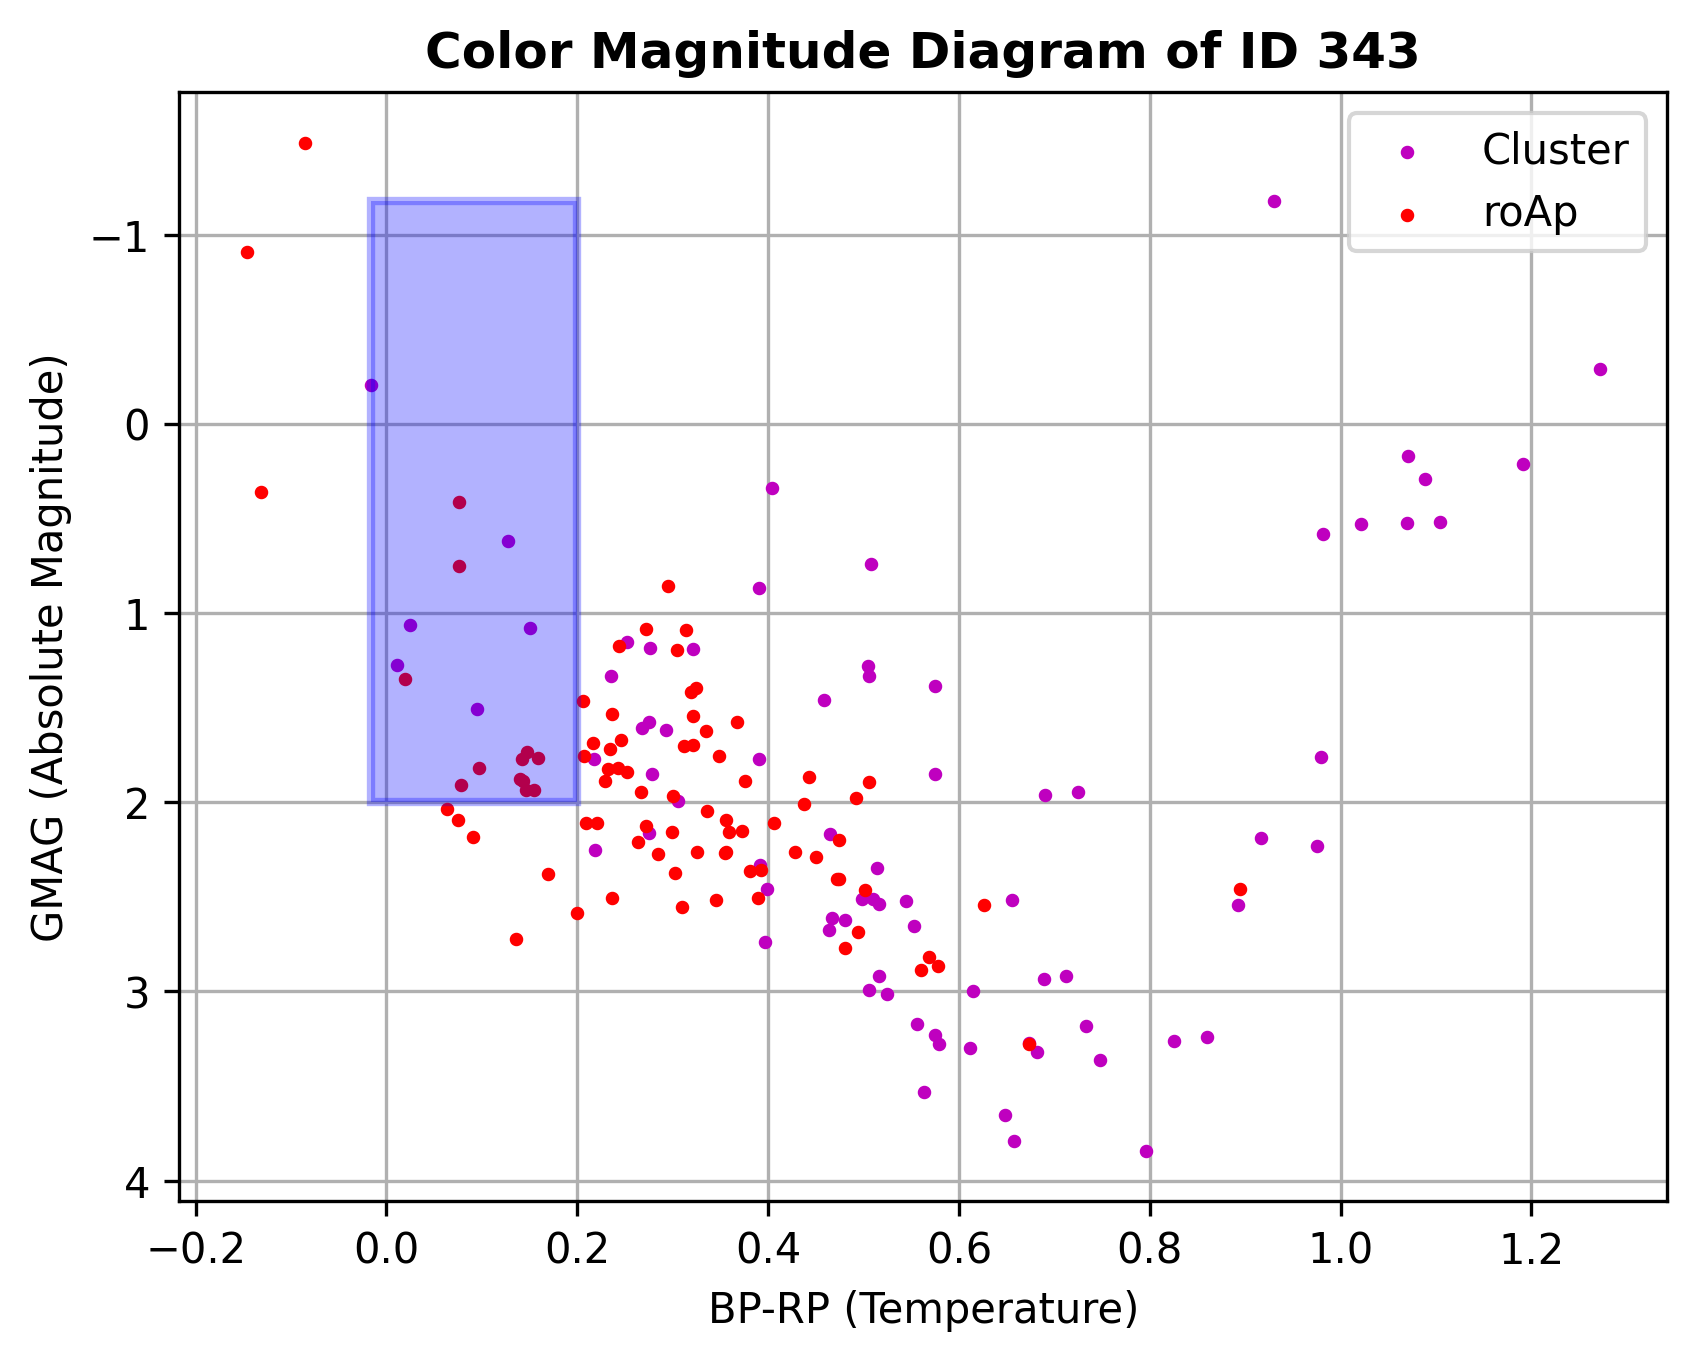 Color Magnitude Diagram of ID 343
Cluster
roAp
GMAG (Absolute Magnitude)
−1
0
1
2
3
4
−0.2 0.0 0.2 0.4 0.6 0.8 1.0 1.2
BP-RP (Temperature)